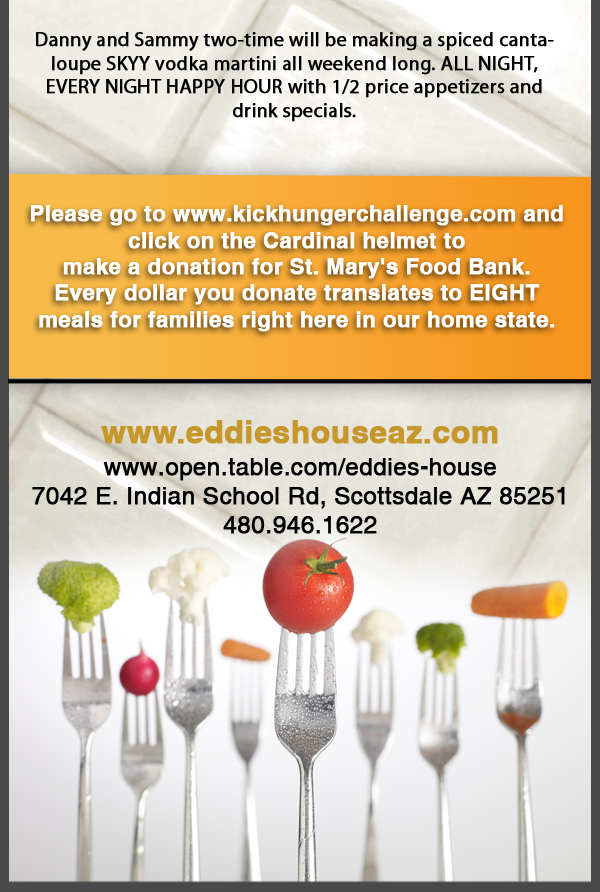 Danny and Sammy two-time will be making a spiced canta-
loupe SKYY vodka martini all weekend long. ALL NIGHT,
EVERY NIGHT HAPPY HOUR with 1/2 price appetizers and
drink specials.
Please go to www.kickhungerchallenge.com and
click on the Cardinal helmet to
make a donation for St. Mary's Food Bank.
Every dollar you donate translates to EIGHT
meals for families right here in our home state.
www.eddieshouseaz.com
www.open.table.com/eddies-house
7042 E. Indian School Rd, Scottsdale AZ 85251
480.946.1622